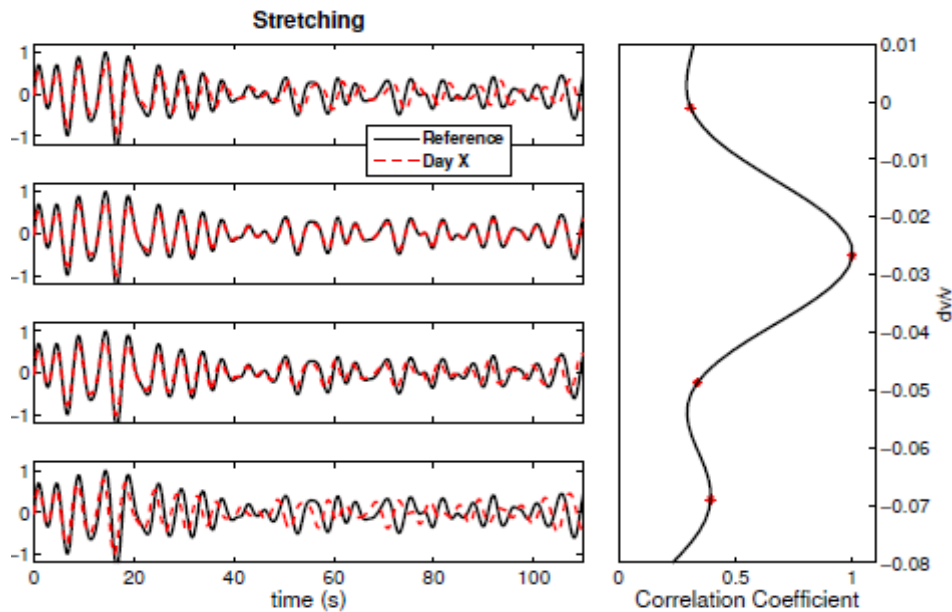 Stretching
1
0
−1
Reference
Day X
1
0
−1
1
0
−1
1
0
−1
0 20 40 60 80 100
time (s)
0.01
0
−0.01
−0.02
−0.03
−0.04
−0.05
−0.06
−0.07
−0.08
dv/v
0 0.5 1
Correlation Coefficient